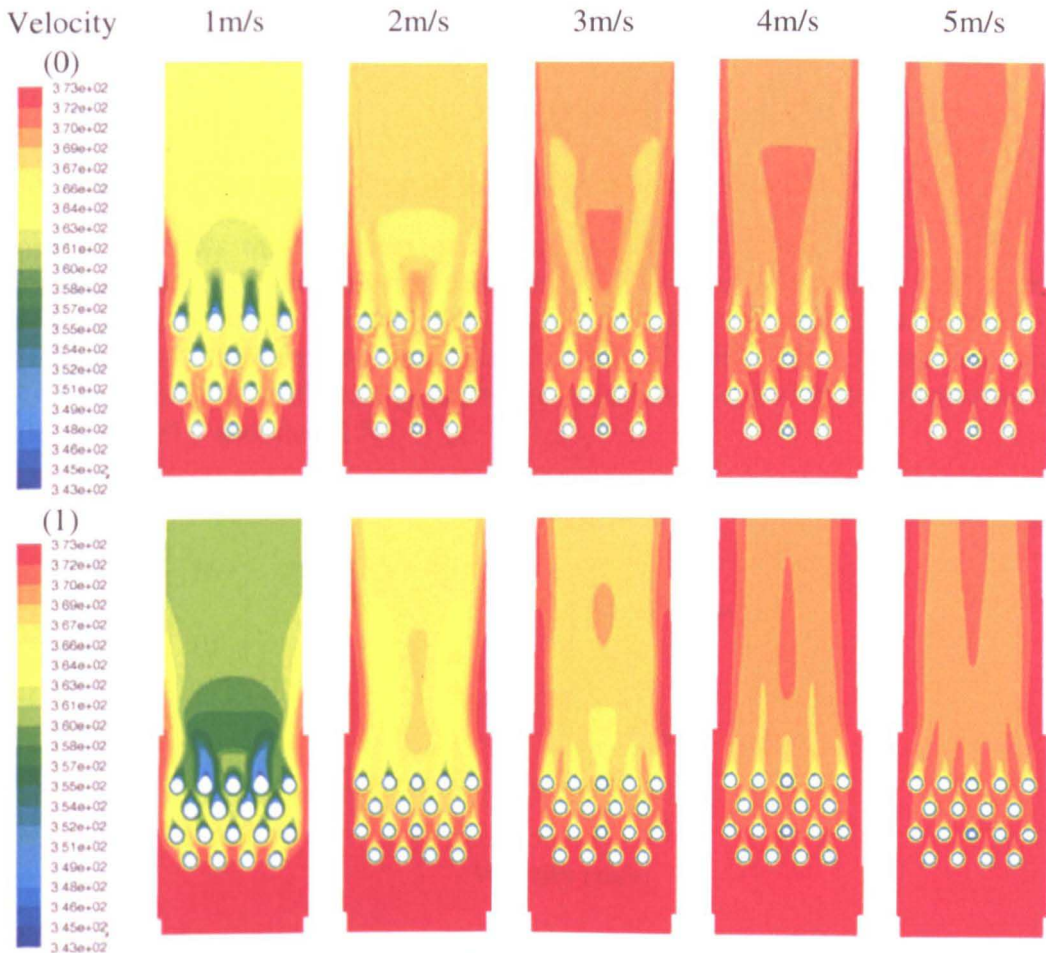 Velocity 1m/s 2m/s 3m/s 4m/s 5m/s
(0)
3 73e+02
3 72e+02
3 70e+02
3 69e+02
3 67e+02
3 66e+02
3 64e+02
3 63e+02
3 61e+02
3 60e+02
3 58e+02
3 57e+02
3 55e+02
3 54e+02
3 52e+02
3 51e+02
3 49e+02
3 48e+02
3 46e+02
3 45e+02
3 43e+02
(1)
3 73e+02
3 72e+02
3 70e+02
3 69e+02
3 67e+02
3 66e+02
3 64e+02
3 63e+02
3 61e+02
3 60e+02
3 58e+02
3 57e+02
3 55e+02
3 54e+02
3 52e+02
3 51e+02
3 49e+02
3 48e+02
3 46e+02
3 45e+02
3 43e+02